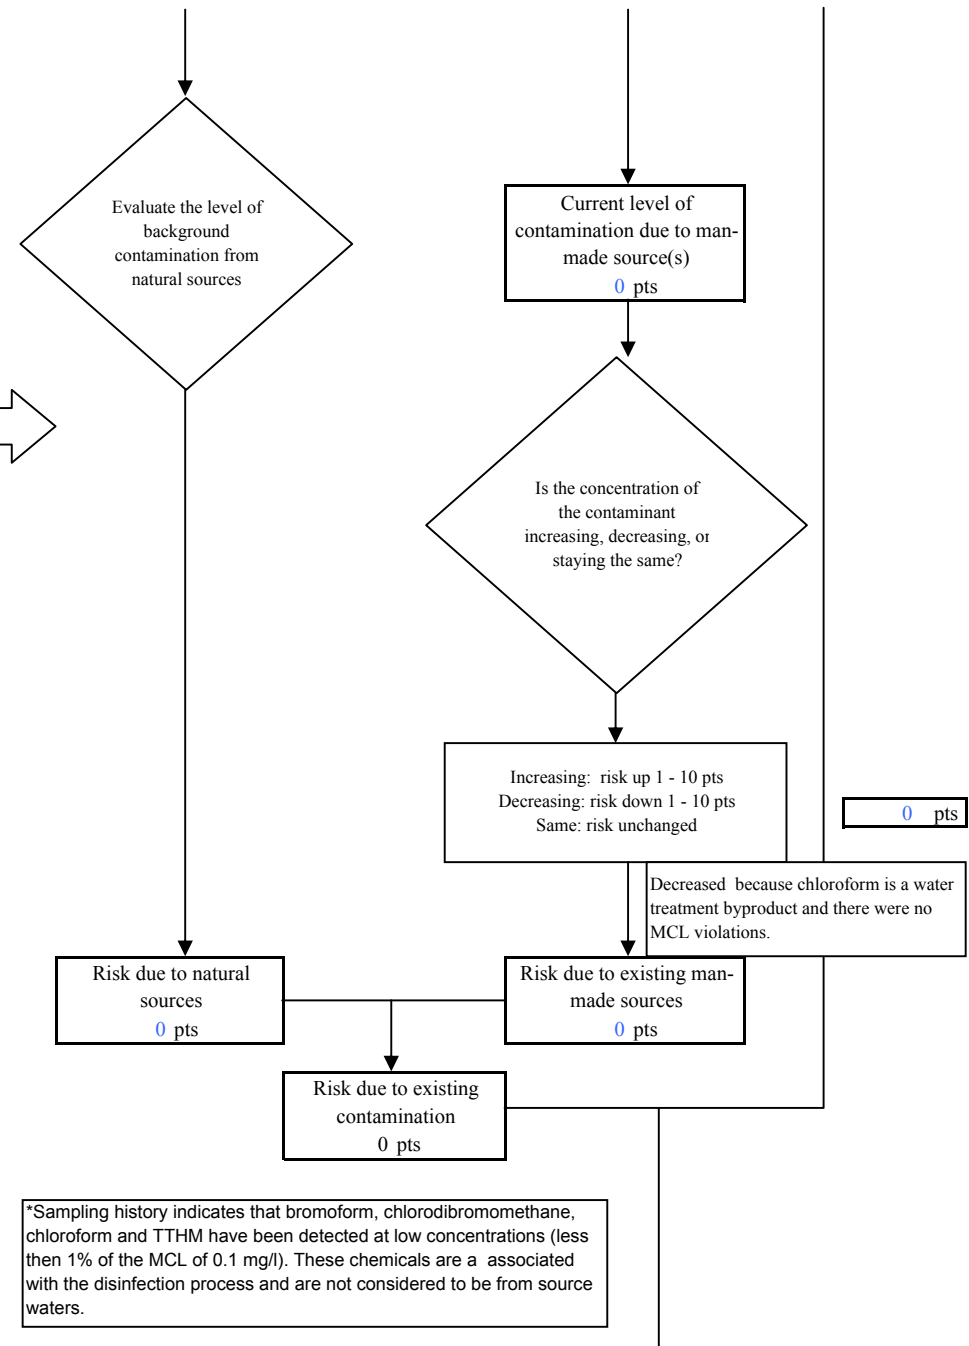 Evaluate the level of
background
contamination from
natural sources
Current level of
contamination due to man-
made source(s)
0 pts
Is the concentration of
the contaminant
increasing, decreasing, or
staying the same?
Increasing: risk up 1 - 10 pts
Decreasing: risk down 1 - 10 pts
Same: risk unchanged
0 pts
Decreased because chloroform is a water
treatment byproduct and there were no
MCL violations.
Risk due to natural
sources
0 pts
Risk due to existing man-
made sources
0 pts
Risk due to existing
contamination
0 pts
*Sampling history indicates that bromoform, chlorodibromomethane,
chloroform and TTHM have been detected at low concentrations (less
then 1% of the MCL of 0.1 mg/l). These chemicals are a associated
with the disinfection process and are not considered to be from source
waters.